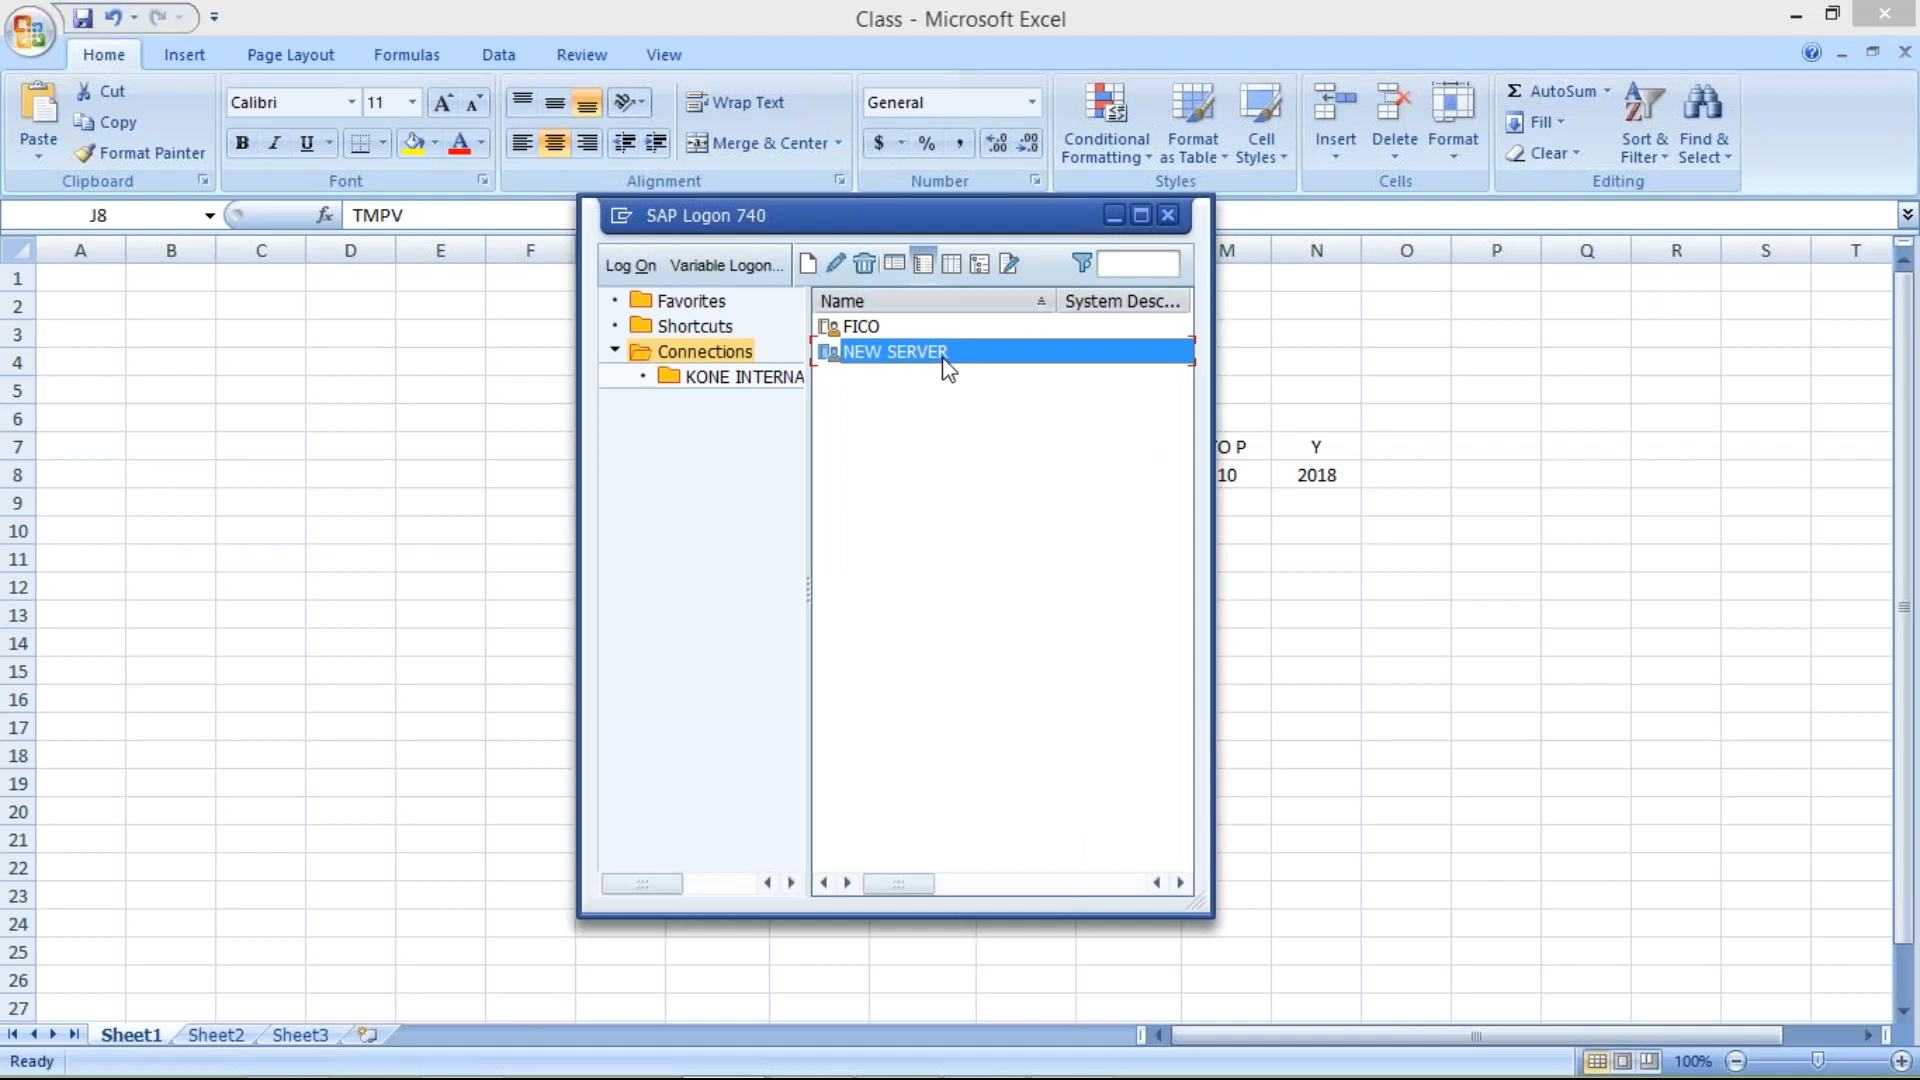 Class - Microsoft Excel
Home Insert Page Layout Formulas Data Review View
Paste
Cut
Copy
Format Painter
Clipboard
Calibri 11
B I U
Font
Wrap Text
Merge & Center
Alignment
General
$ % ,
Number
Conditional Formatting
Format as Table
Cell Styles
Styles
Insert Delete Format
Cells
AutoSum
Fill
Clear
Sort & Filter
Find & Select
Editing
J8 fx TMPV
A B C D E F M N O P Q R S T
SAP Logon 740
Log On Variable Logon...
Favorites
Shortcuts
Connections
KONE INTERNA
Name System Desc...
FICO
NEW SERVER
1
2
3
4
5
6
7 O P Y
8 10 2018
9
10
11
12
13
14
15
16
17
18
19
20
21
22
23
24
25
26
27
Sheet1 Sheet2 Sheet3
Ready 100%